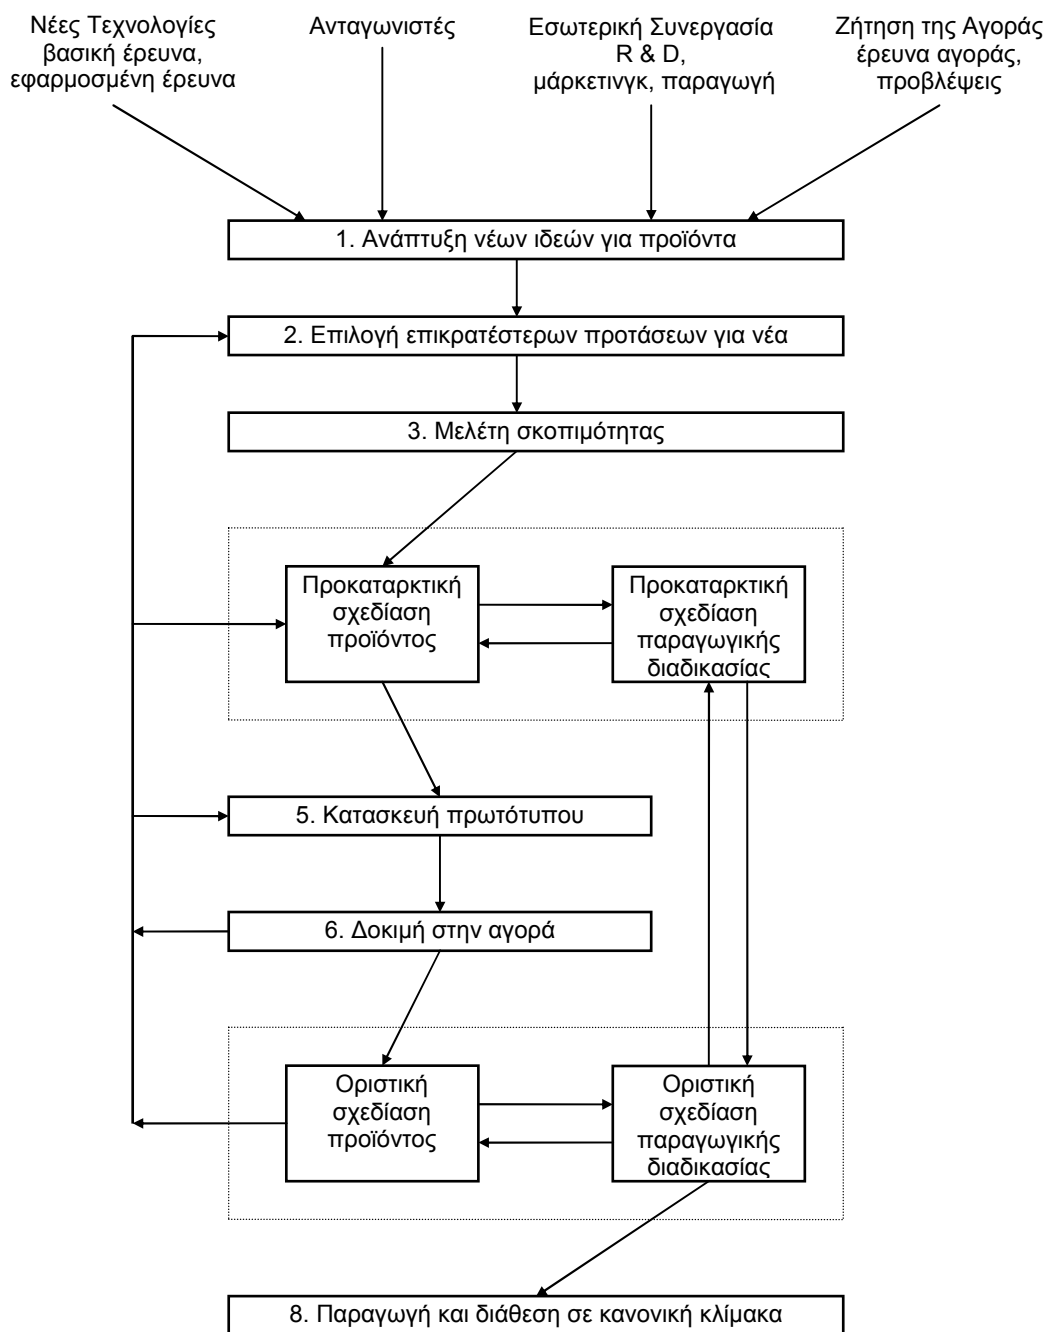 Νέες Τεχνολογίες
βασική έρευνα,
εφαρμοσμένη έρευνα
Ανταγωνιστές
Εσωτερική Συνεργασία
R & D,
μάρκετινγκ, παραγωγή
Ζήτηση της Αγοράς
έρευνα αγοράς,
προβλέψεις
1. Ανάπτυξη νέων ιδεών για προϊόντα
2. Επιλογή επικρατέστερων προτάσεων για νέα
3. Μελέτη σκοπιμότητας
Προκαταρκτική
σχεδίαση
προϊόντος
Προκαταρκτική
σχεδίαση
παραγωγικής
διαδικασίας
5. Κατασκευή πρωτότυπου
6. Δοκιμή στην αγορά
Οριστική
σχεδίαση
προϊόντος
Οριστική
σχεδίαση
παραγωγικής
διαδικασίας
8. Παραγωγή και διάθεση σε κανονική κλίμακα